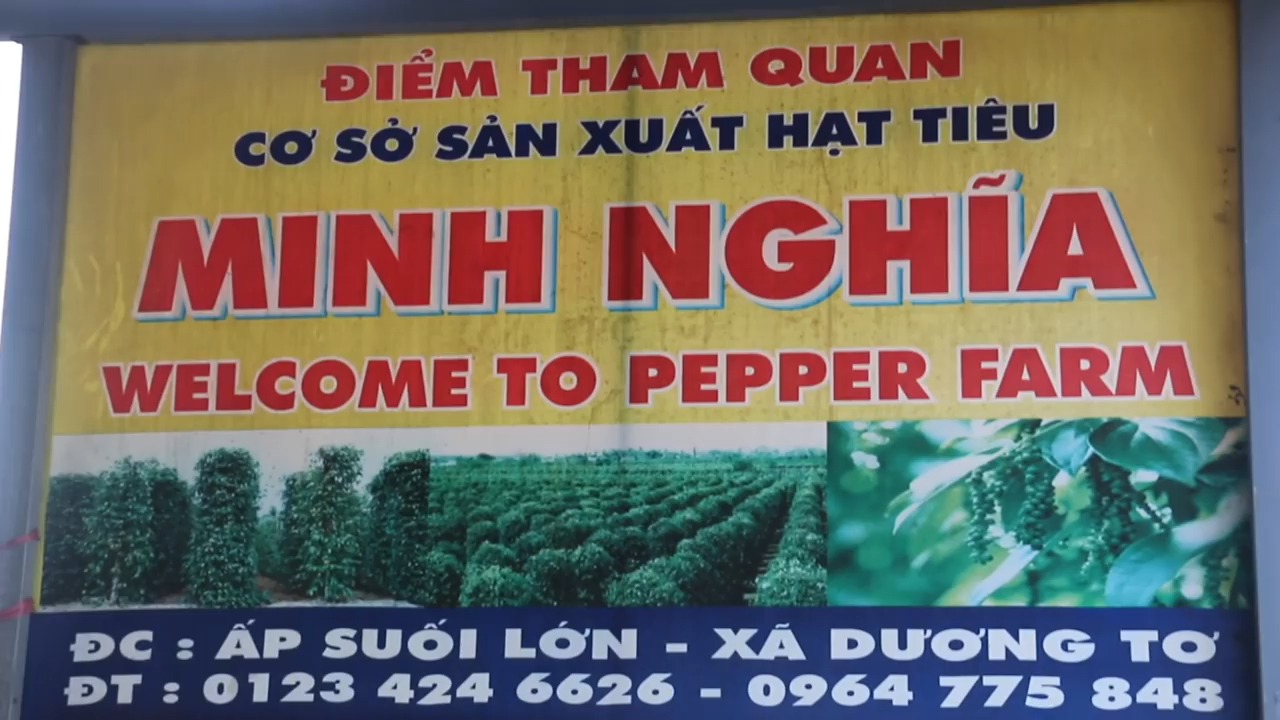 ĐIỂM THAM QUAN
CƠ SỞ SẢN XUẤT HẠT TIÊU
MINH NGHĨA
WELCOME TO PEPPER FARM
ĐC : ẤP SUỐI LỚN - XÃ DƯƠNG TƠ
ĐT : 0123 424 6626 - 0964 775 848